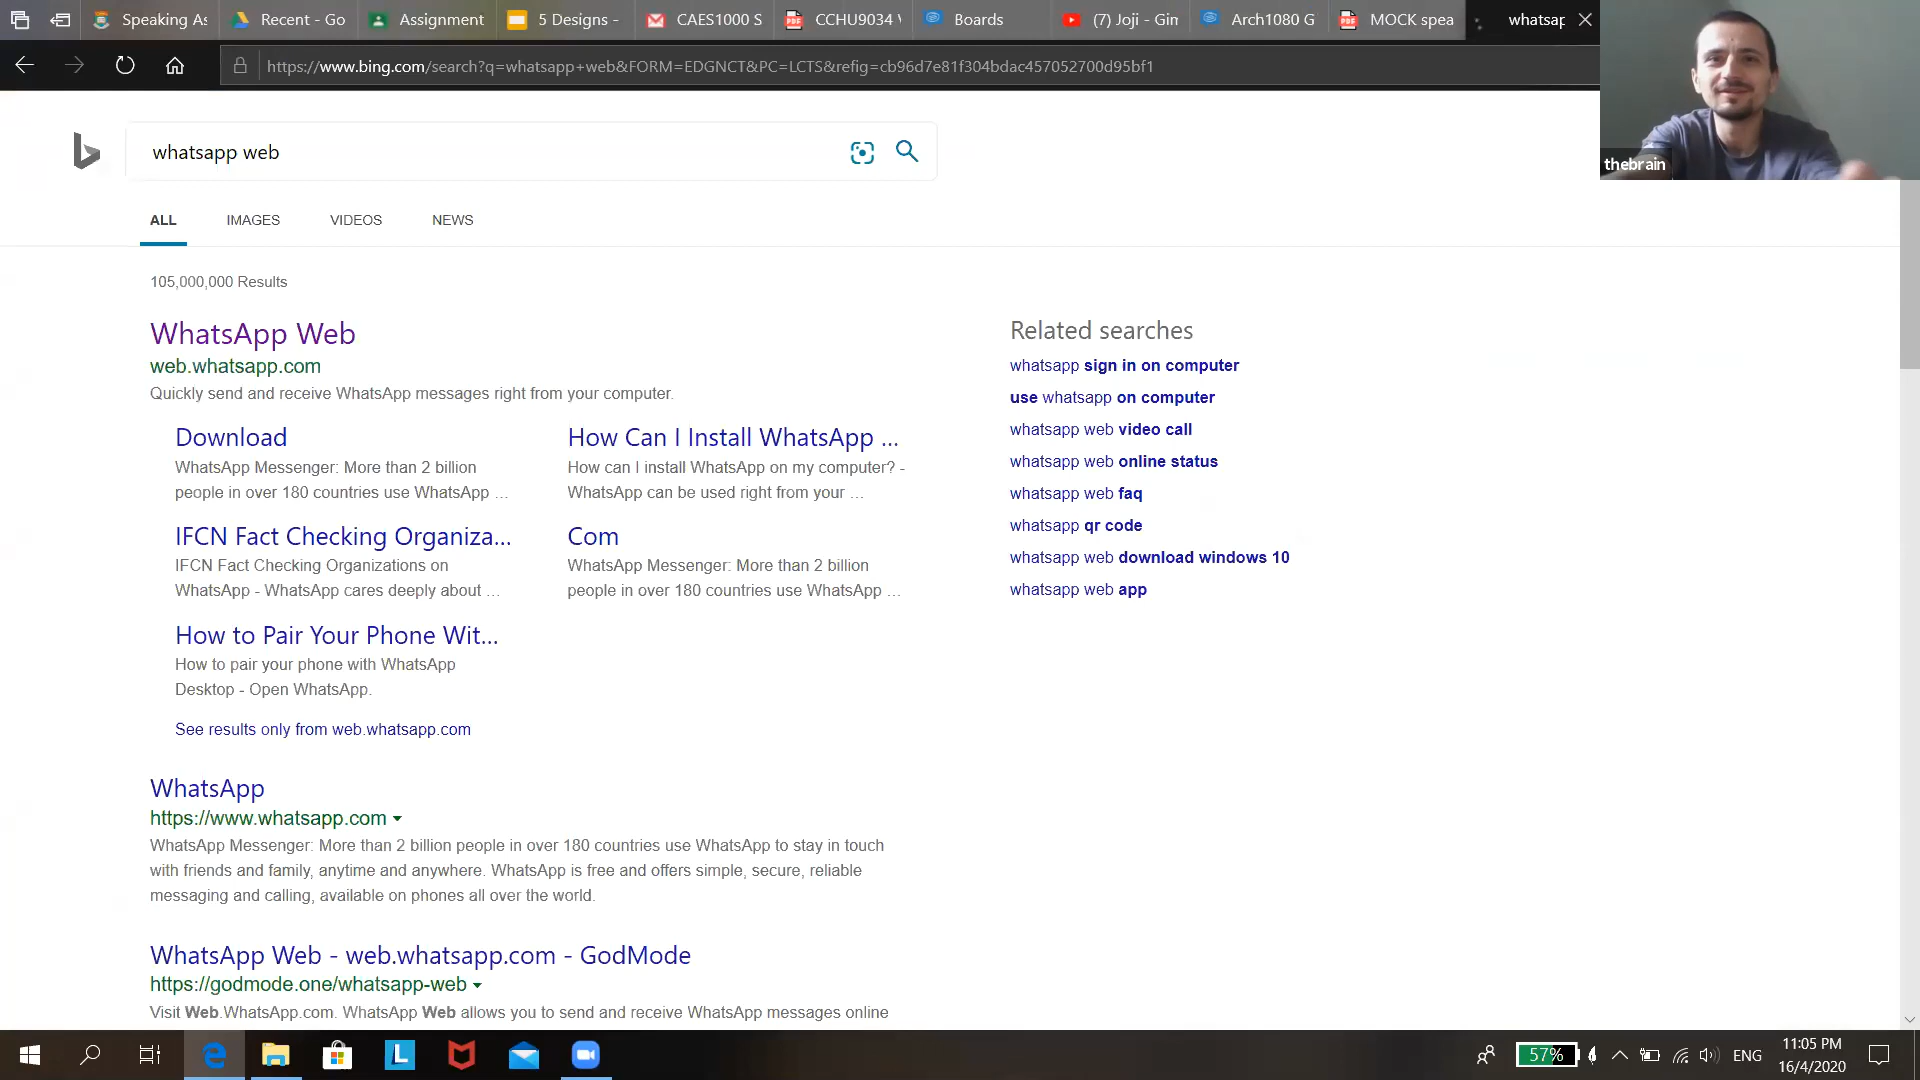 Speaking As
Recent - Go
Assignment
5 Designs -
CAES1000 S
CCHU9034 V
Boards
(7) Joji - Gim
Arch1080 G
MOCK spea
whatsap
https://www.bing.com/search?q=whatsapp+web&FORM=EDGNCT&PC=LCTS&refig=cb96d7e81f304bdac457052700d95bf1
thebrain
whatsapp web
ALL IMAGES VIDEOS NEWS
105,000,000 Results
WhatsApp Web
web.whatsapp.com
Quickly send and receive WhatsApp messages right from your computer.
Download
WhatsApp Messenger: More than 2 billion
people in over 180 countries use WhatsApp ...
How Can I Install WhatsApp ...
How can I install WhatsApp on my computer? -
WhatsApp can be used right from your ...
IFCN Fact Checking Organiza...
IFCN Fact Checking Organizations on
WhatsApp - WhatsApp cares deeply about ...
Com
WhatsApp Messenger: More than 2 billion
people in over 180 countries use WhatsApp ...
How to Pair Your Phone Wit...
How to pair your phone with WhatsApp
Desktop - Open WhatsApp.
See results only from web.whatsapp.com
WhatsApp
https://www.whatsapp.com
WhatsApp Messenger: More than 2 billion people in over 180 countries use WhatsApp to stay in touch
with friends and family, anytime and anywhere. WhatsApp is free and offers simple, secure, reliable
messaging and calling, available on phones all over the world.
WhatsApp Web - web.whatsapp.com - GodMode
https://godmode.one/whatsapp-web
Visit Web.WhatsApp.com. WhatsApp Web allows you to send and receive WhatsApp messages online
Related searches
whatsapp sign in on computer
use whatsapp on computer
whatsapp web video call
whatsapp web online status
whatsapp web faq
whatsapp qr code
whatsapp web download windows 10
whatsapp web app
57%
ENG
11:05 PM
16/4/2020